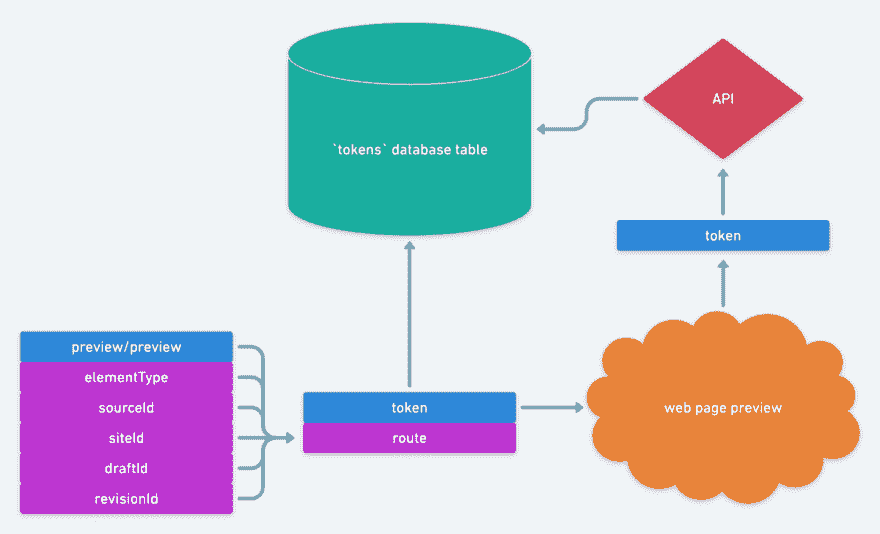 `tokens` database table
API
token
preview/preview
elementType
sourceId
siteId
draftId
revisionId
token
route
web page preview